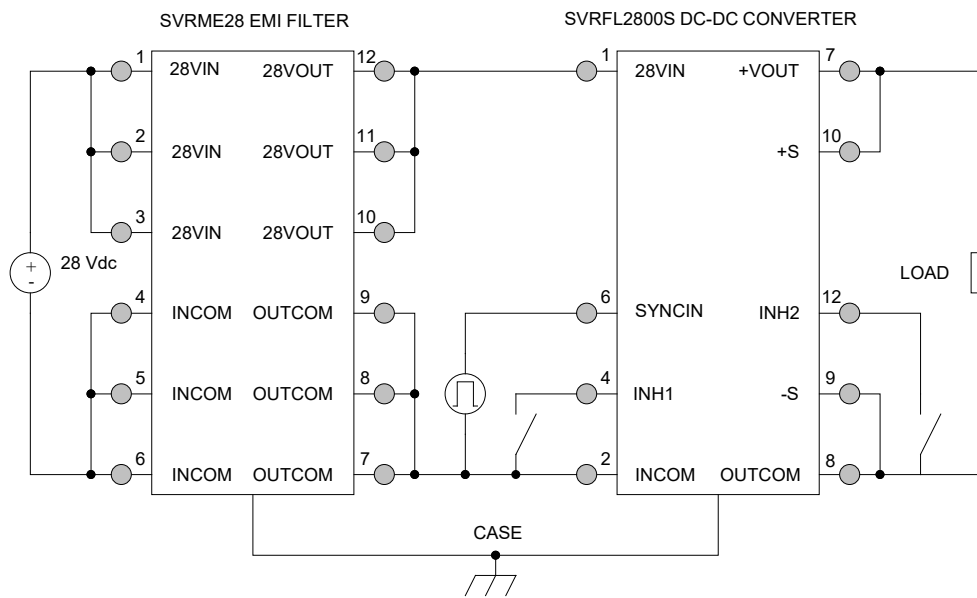 SVRME28 EMI FILTER
SVRFL2800S DC-DC CONVERTER
1 28VIN 28VOUT 12
1 28VIN +VOUT 7
2 28VIN 28VOUT 11
+S 10
3 28VIN 28VOUT 10
+
-
28 Vdc
LOAD
4 INCOM OUTCOM 9
6 SYNCIN INH2 12
5 INCOM OUTCOM 8
4 INH1 -S 9
6 INCOM OUTCOM 7
2 INCOM OUTCOM 8
CASE